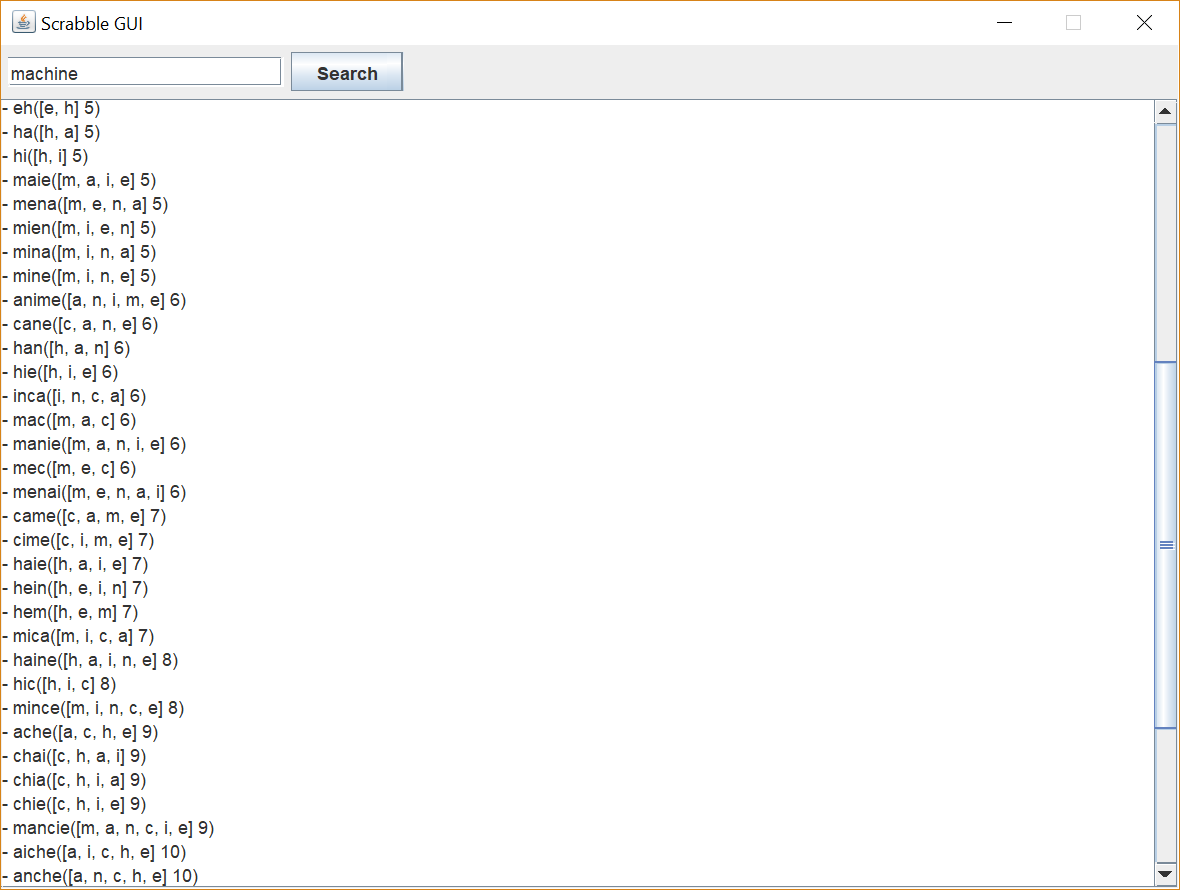 Scrabble GUI
machine
Search
- eh([e, h] 5)
- ha([h, a] 5)
- hi([h, i] 5)
- maie([m, a, i, e] 5)
- mena([m, e, n, a] 5)
- mien([m, i, e, n] 5)
- mina([m, i, n, a] 5)
- mine([m, i, n, e] 5)
- anime([a, n, i, m, e] 6)
- cane([c, a, n, e] 6)
- han([h, a, n] 6)
- hie([h, i, e] 6)
- inca([i, n, c, a] 6)
- mac([m, a, c] 6)
- manie([m, a, n, i, e] 6)
- mec([m, e, c] 6)
- menai([m, e, n, a, i] 6)
- came([c, a, m, e] 7)
- cime([c, i, m, e] 7)
- haie([h, a, i, e] 7)
- hein([h, e, i, n] 7)
- hem([h, e, m] 7)
- mica([m, i, c, a] 7)
- haine([h, a, i, n, e] 8)
- hic([h, i, c] 8)
- mince([m, i, n, c, e] 8)
- ache([a, c, h, e] 9)
- chai([c, h, a, i] 9)
- chia([c, h, i, a] 9)
- chie([c, h, i, e] 9)
- mancie([m, a, n, c, i, e] 9)
- aiche([a, i, c, h, e] 10)
- anche([a, n, c, h, e] 10)